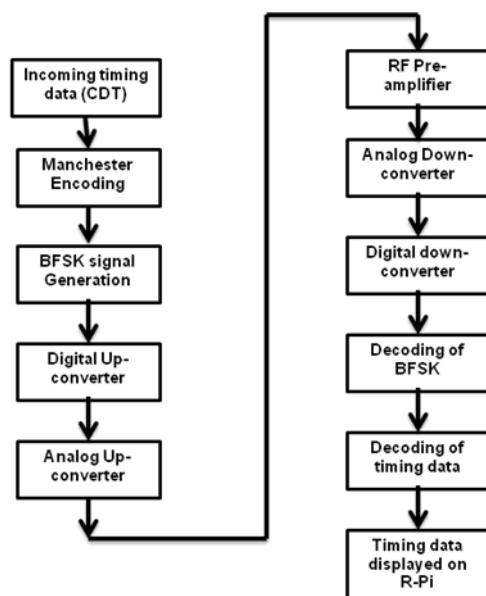 Incoming timing
data (CDT)
Manchester
Encoding
BFSK signal
Generation
Digital Up-
converter
Analog Up-
converter
RF Pre-
amplifier
Analog Down-
converter
Digital down-
converter
Decoding of
BFSK
Decoding of
timing data
Timing data
displayed on
R-Pi